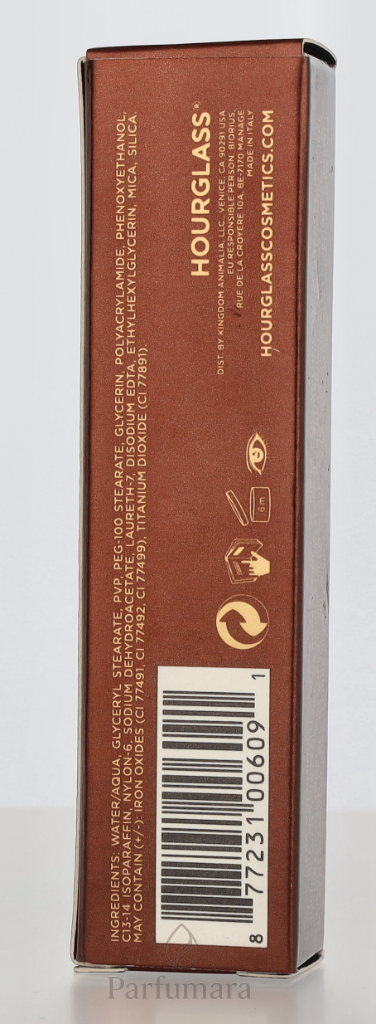 INGREDIENTS: WATER/AQUA, GLYCERYL STEARATE, PVP, PEG-100 STEARATE, GLYCERIN, POLYACRYLAMIDE, PHENOXYETHANOL,
C13-14 ISOPARAFFIN, NYLON-6, SODIUM DEHYDROACETATE, LAURETH-7, DISODIUM EDTA, ETHYLHEXYLGLYCERIN, MICA, SILICA.
MAY CONTAIN (+/-): IRON OXIDES (CI 77491, CI 77492, CI 77499), TITANIUM DIOXIDE (CI 77891).
HOURGLASS®
DIST. BY KINGDOM ANIMALIA, LLC. VENICE, CA 90291 USA
EU RESPONSIBLE PERSON: BIORIUS,
RUE DE LA CROYERE 10A, BE-7170 MANAGE
MADE IN ITALY
HOURGLASSCOSMETICS.COM
6 m
8 77231 00609 1
Parfumara